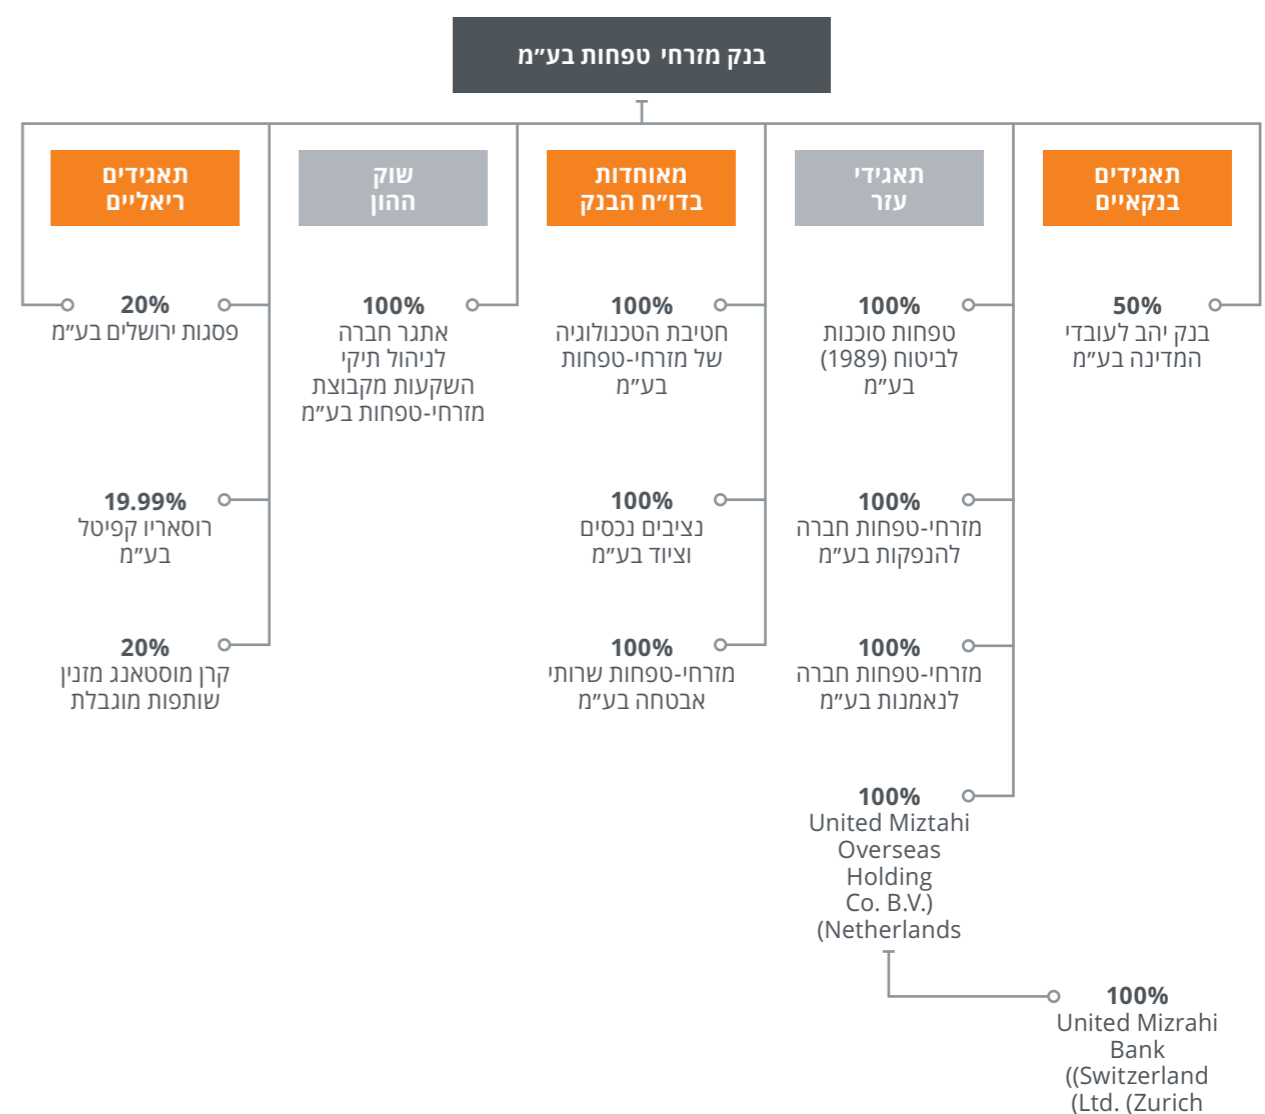 בנק מזרחי טפחות בע״מ
תאגידים
בנקאיים
50%
בנק יהב לעובדי
המדינה בע״מ
תאגידי
עזר
100%
טפחות סוכנות
לביטוח (1989)
בע״מ
100%
מזרחי-טפחות חברה
להנפקות בע״מ
100%
מזרחי-טפחות חברה
לנאמנות בע״מ
100%
United Miztahi
Overseas
Holding
Co. B.V.)
(Netherlands
100%
United Mizrahi
Bank
((Switzerland
(Ltd. (Zurich
מאוחדות
בדו״ח הבנק
100%
חטיבת הטכנולוגיה
של מזרחי-טפחות
בע״מ
100%
נציבים נכסים
וציוד בע״מ
100%
מזרחי-טפחות שרותי
אבטחה בע״מ
שוק
ההון
100%
אתגר חברה
לניהול תיקי
השקעות מקבוצת
מזרחי-טפחות בע״מ
תאגידים
ריאליים
20%
פסגות ירושלים בע״מ
19.99%
רוסאריו קפיטל
בע״מ
20%
קרן מוסטאנג מזנין
שותפות מוגבלת